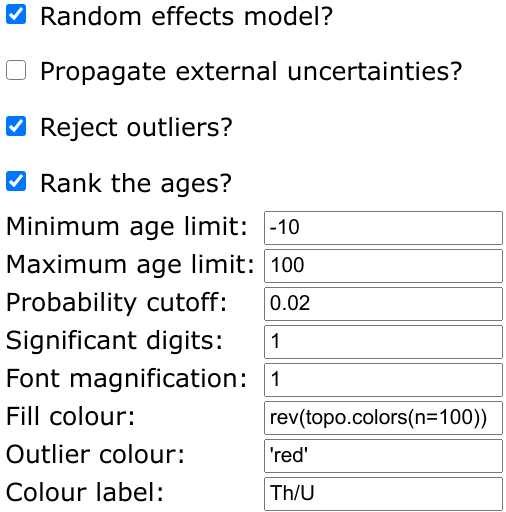 Random effects model?
Propagate external uncertainties?
Reject outliers?
Rank the ages?
Minimum age limit: -10
Maximum age limit: 100
Probability cutoff: 0.02
Significant digits: 1
Font magnification: 1
Fill colour: rev(topo.colors(n=100))
Outlier colour: 'red'
Colour label: Th/U